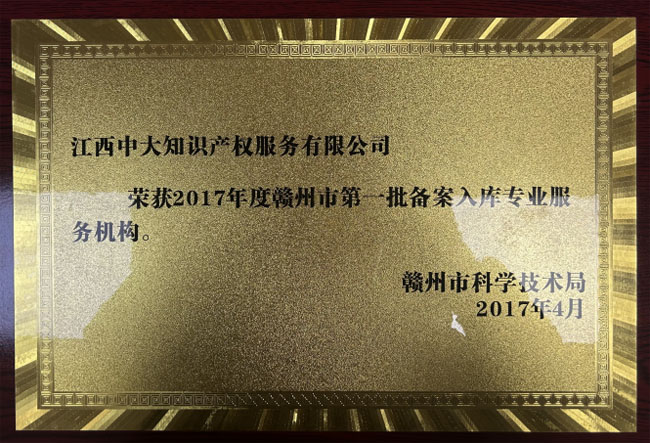 江西中大知识产权服务有限公司
荣获2017年度赣州市第一批备案入库专业服
务机构。
赣州市科学技术局
2017年4月